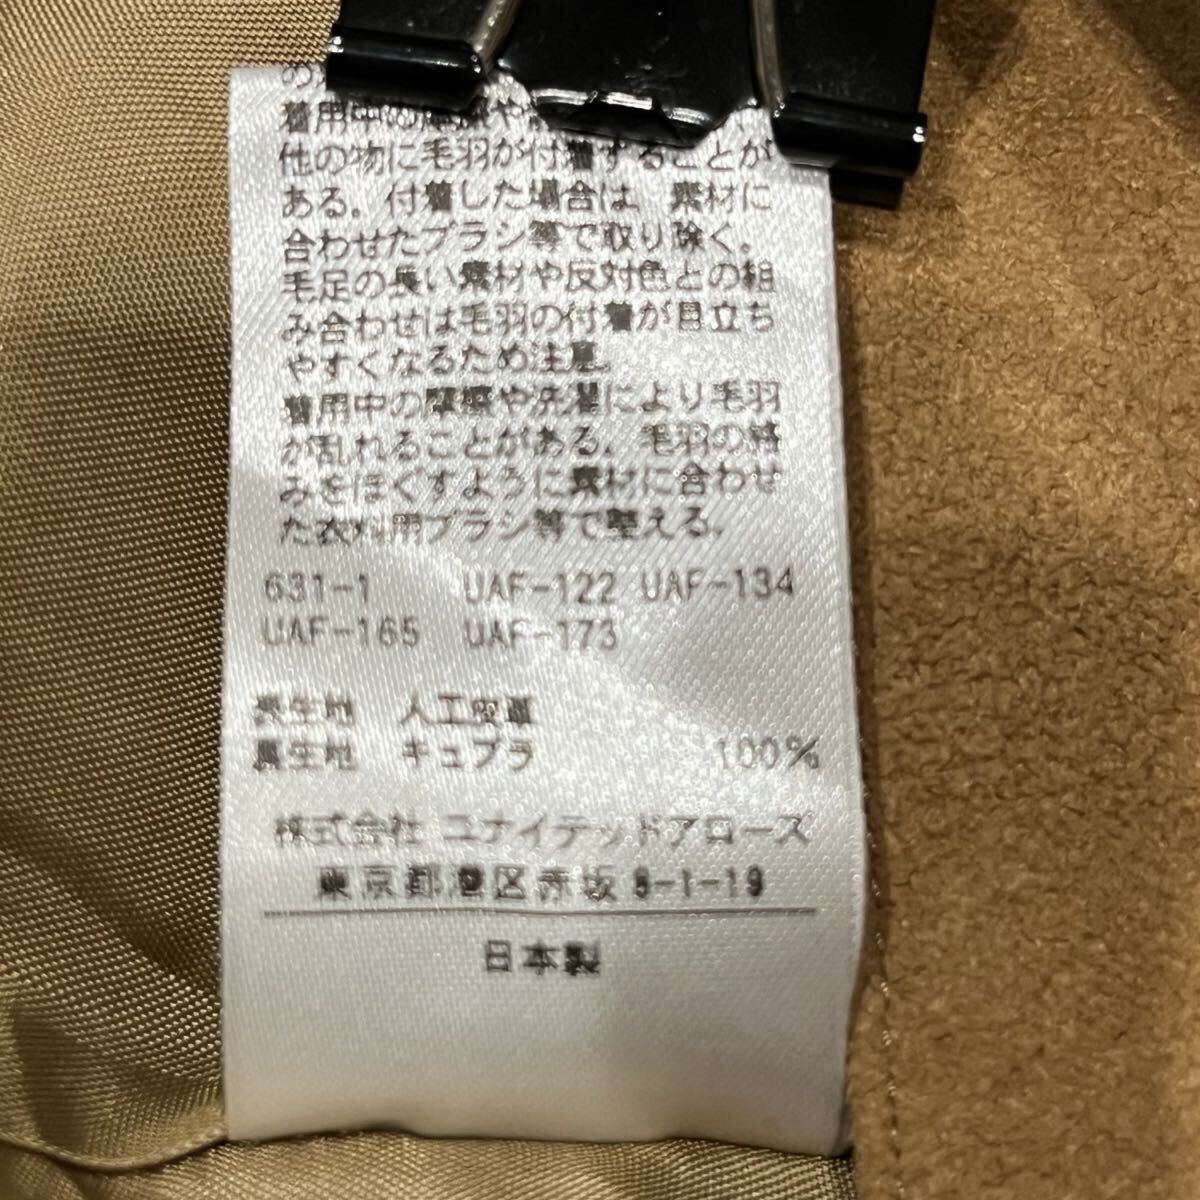 着用中の摩擦や
他の物に毛羽が付着することが
ある。付着した場合は、素材に
合わせたブラシ等で取り除く。
毛足の長い素材や反対色との組
み合わせは毛羽の付着が目立ち
やすくなるため注意。
着用中の摩擦や洗濯により毛羽
が乱れることがある。毛羽の絡
みをほぐすように素材に合わせ
た衣料用ブラシ等で整える。
631-1 UAF-122 UAF-134
UAF-165 UAF-173
表生地 人工皮革
裏生地 キュプラ 100%
株式会社 ユナイテッドアローズ
東京都港区赤坂 8-1-19
日本製